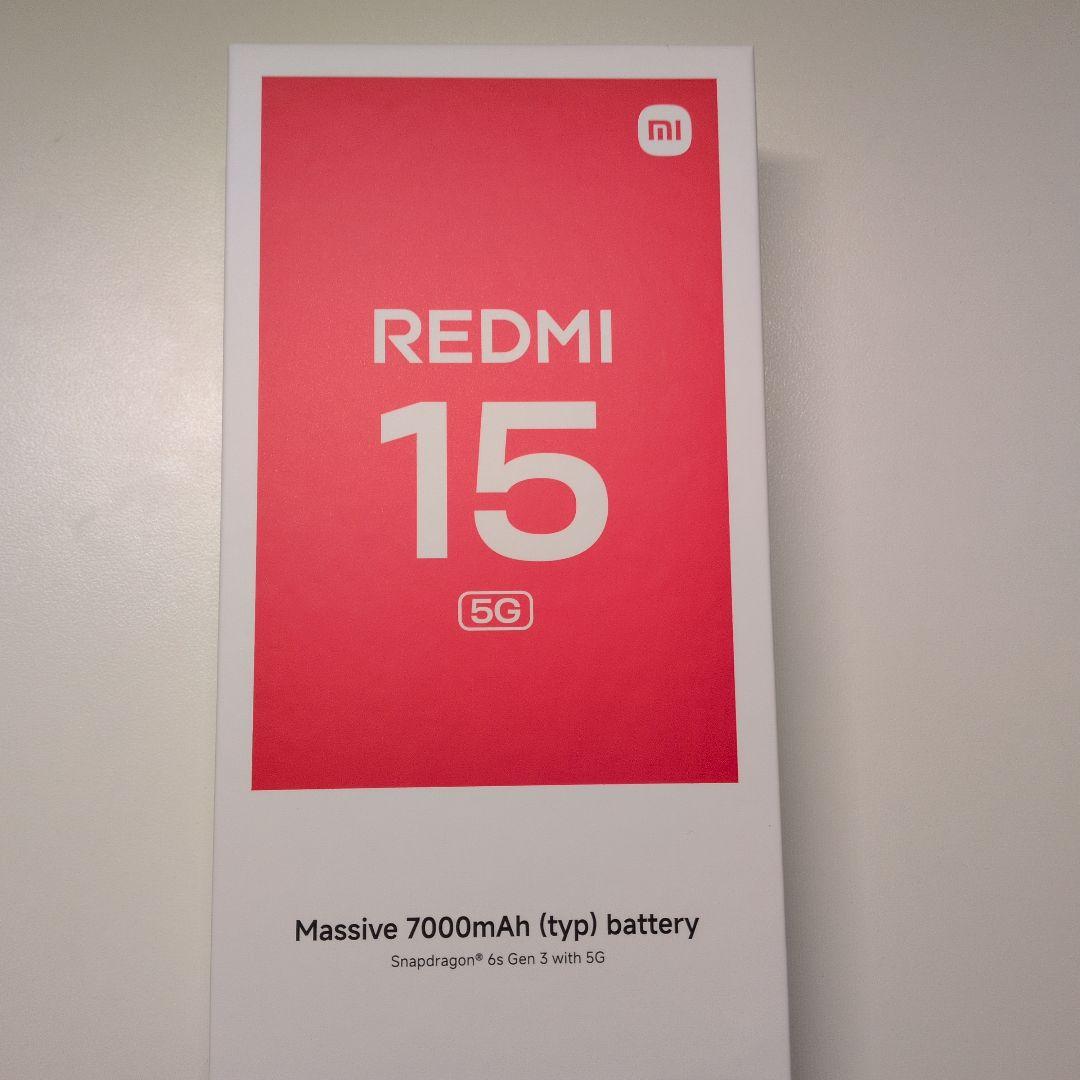 mi
REDMI
15
5G
Massive 7000mAh (typ) battery
Snapdragon® 6s Gen 3 with 5G